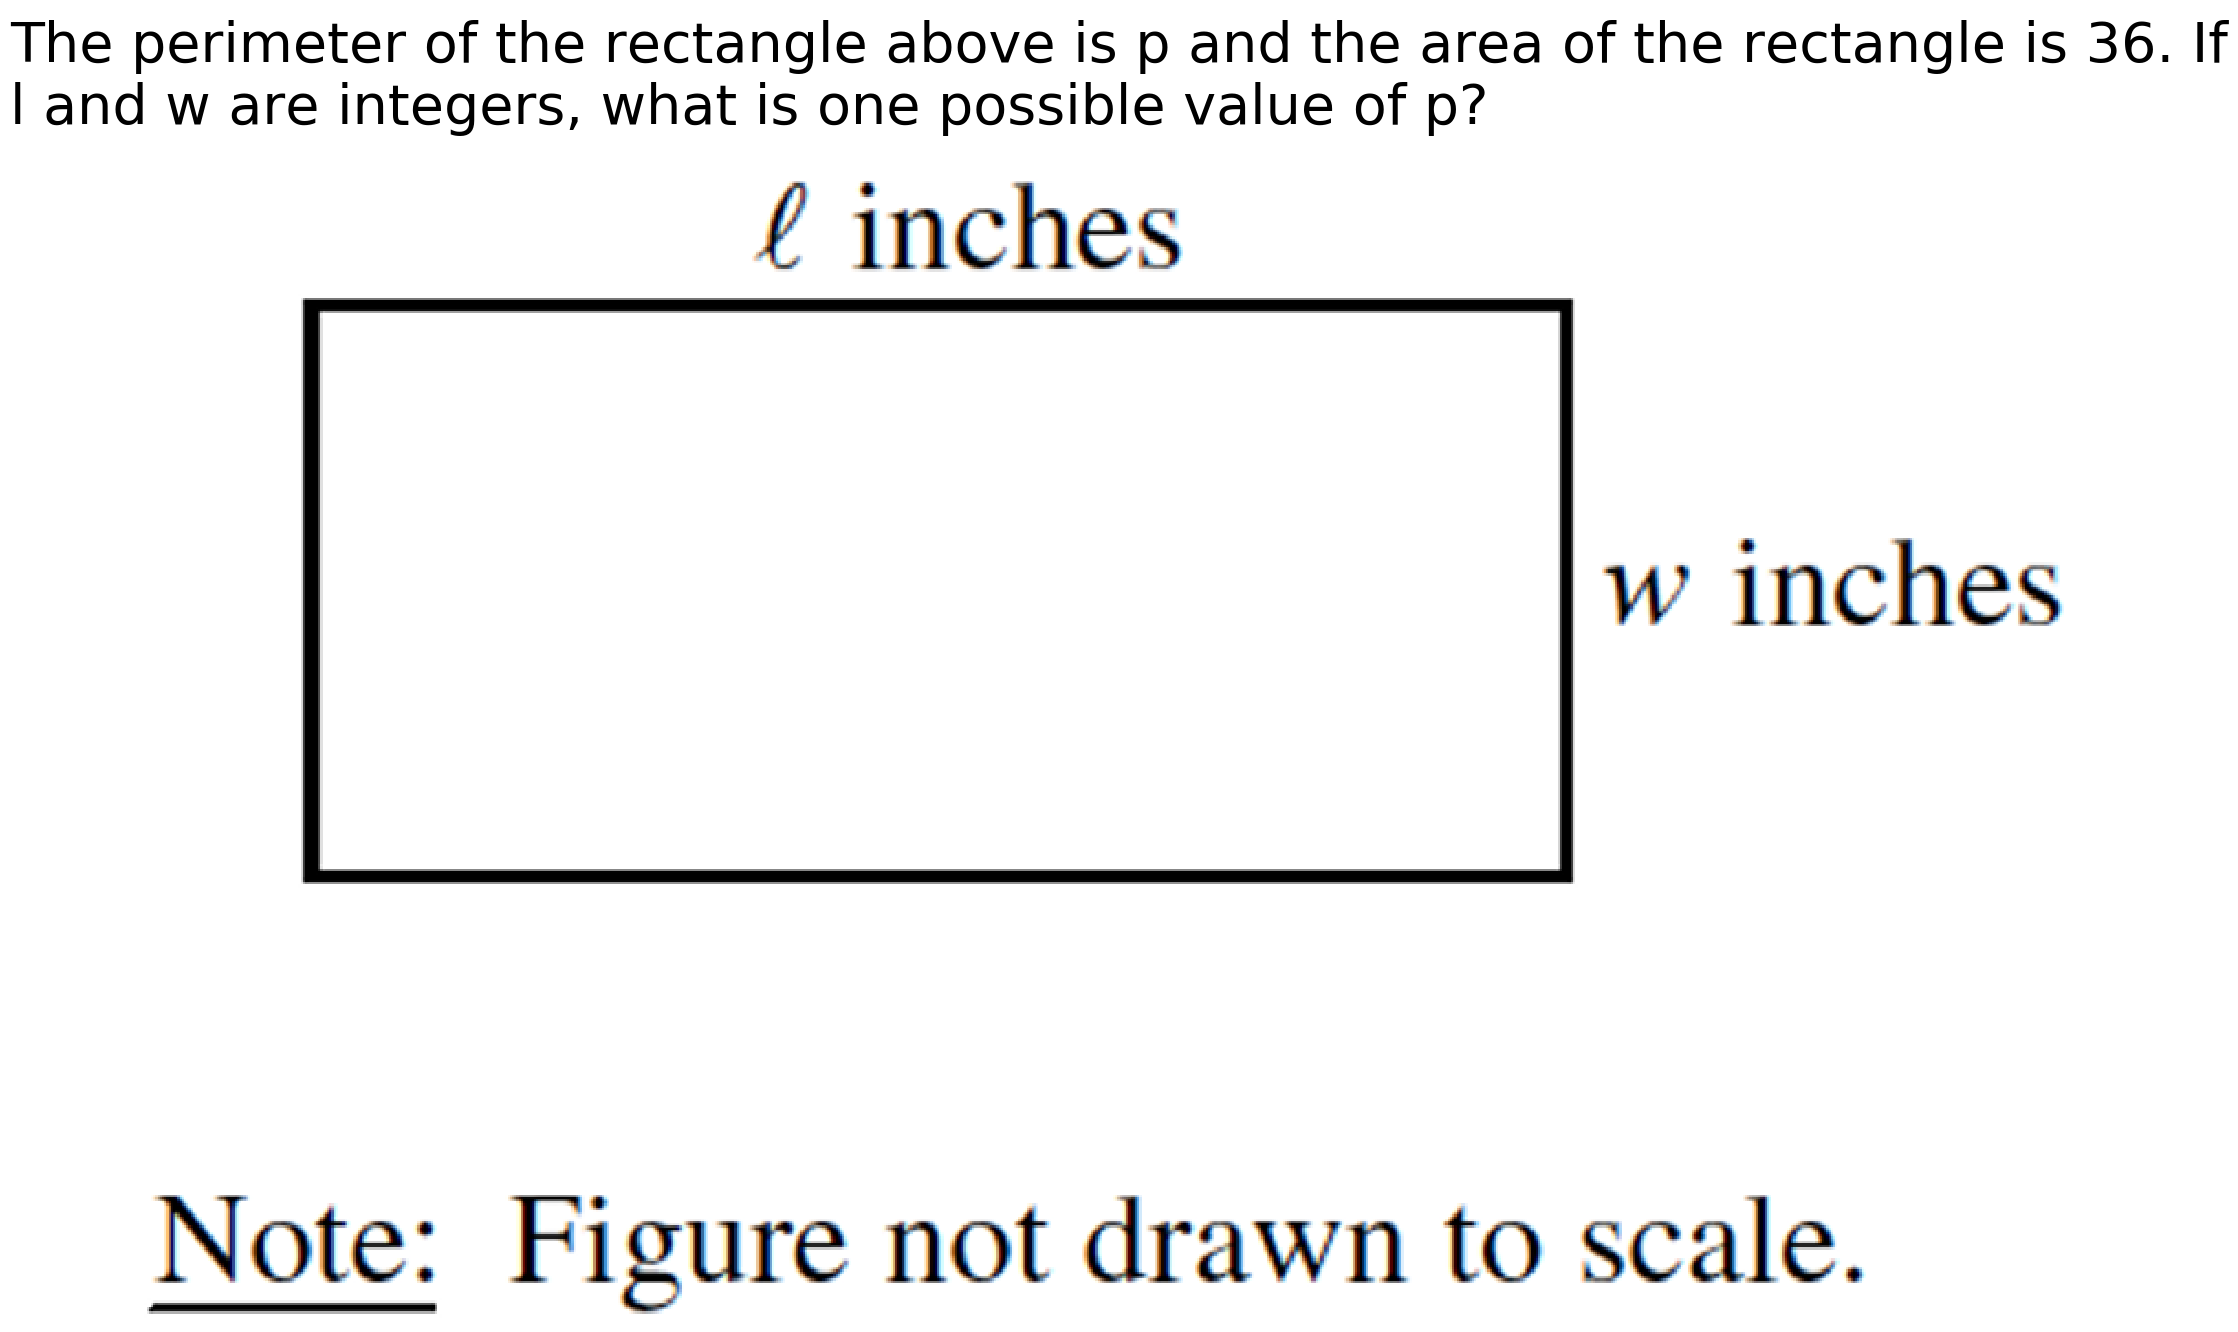 The perimeter of the rectangle above is p and the area of the rectangle is 36. If
l and w are integers, what is one possible value of p?
ℓ inches
w inches
Note: Figure not drawn to scale.